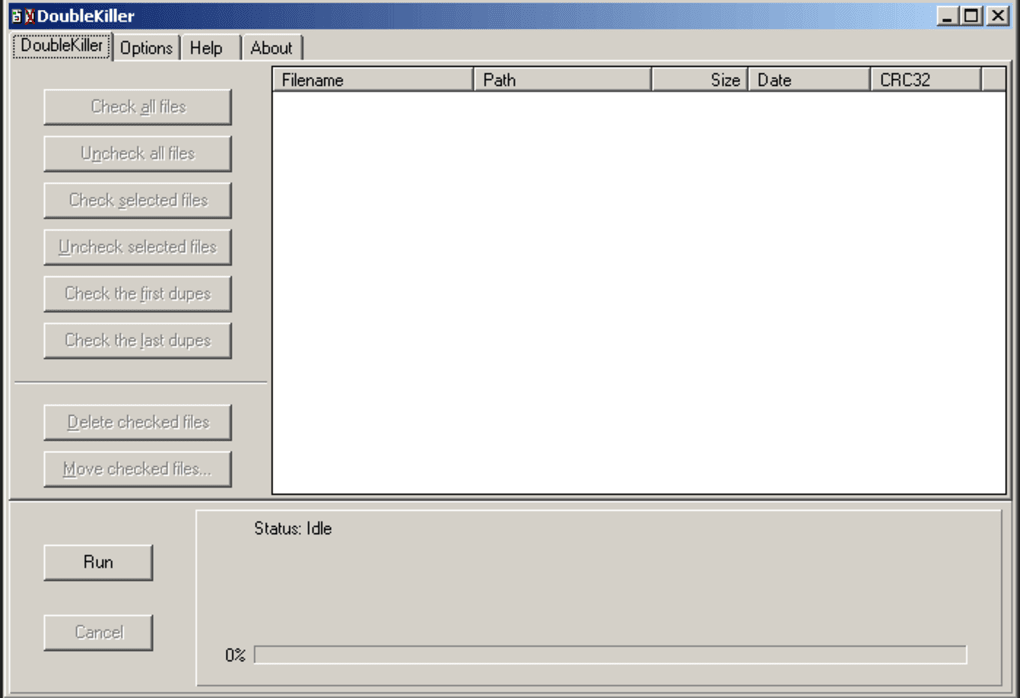 DoubleKiller
DoubleKiller Options Help About
Filename Path Size Date CRC32
Check all files
Uncheck all files
Check selected files
Uncheck selected files
Check the first dupes
Check the last dupes
Delete checked files
Move checked files...
Status: Idle
Run
Cancel
0%